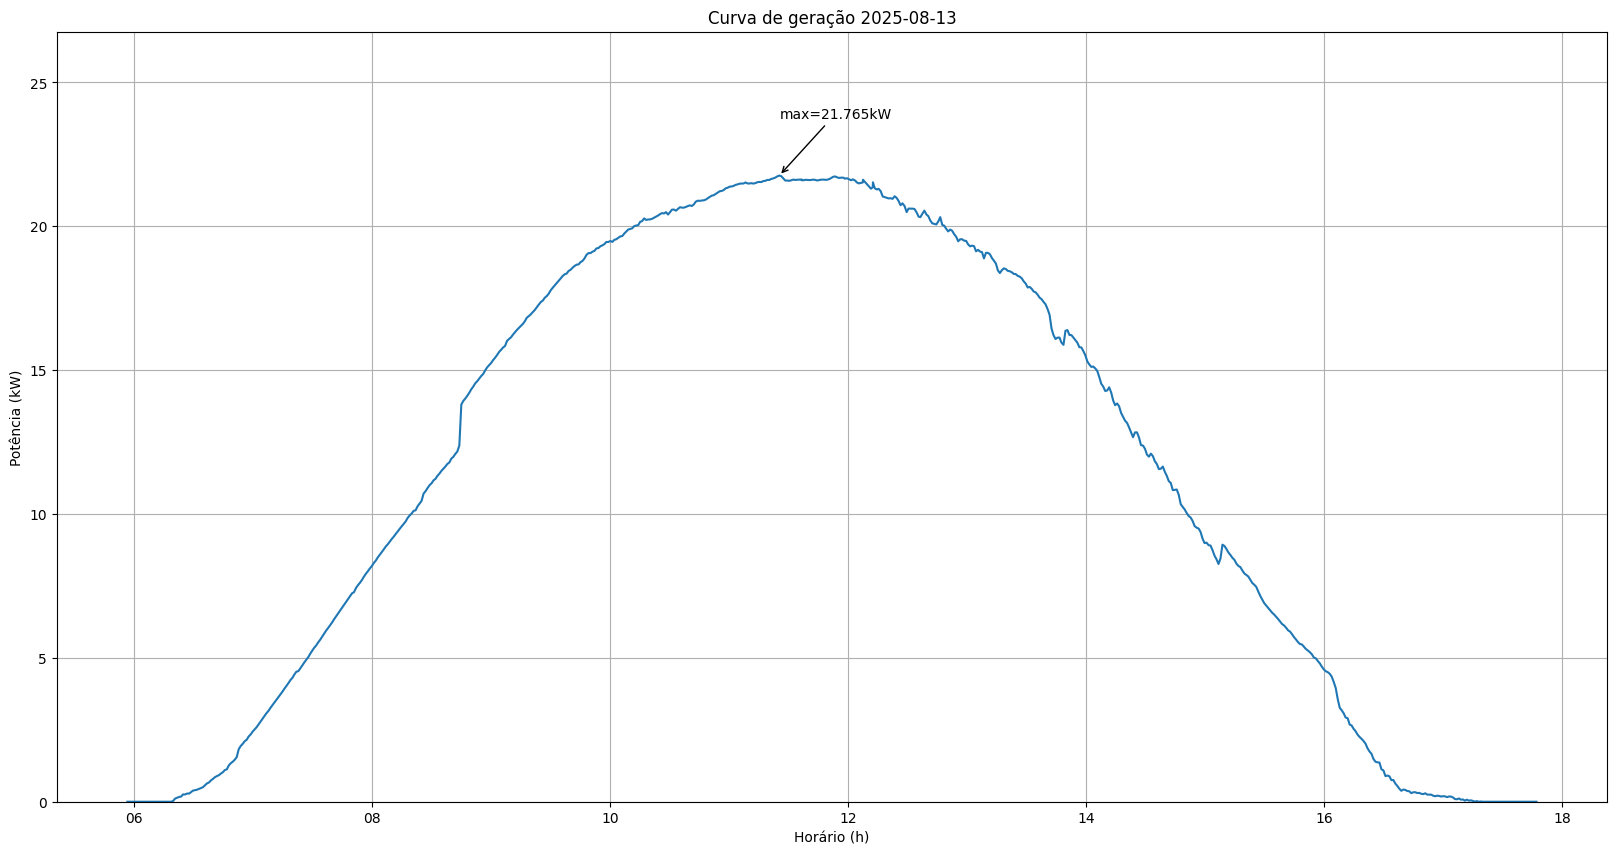 Curva de geração 2025-08-13
25
max=21.765kW
20
15
Potência (kW)
10
5
0
06 08 10 12 14 16 18
Horário (h)